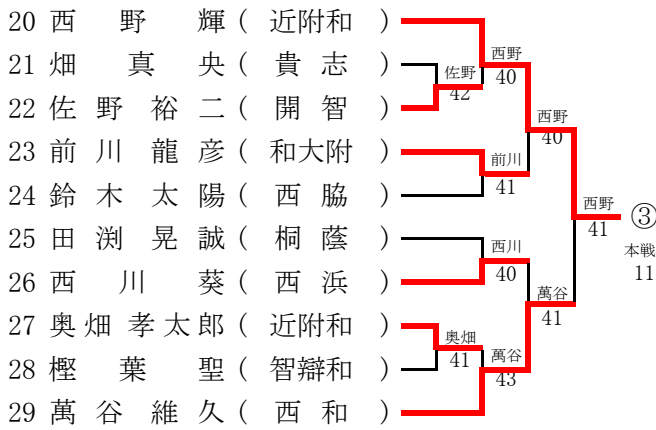 20 西野輝 ( 近附和 )
21 畑真央 ( 貴志 )
22 佐野裕二 ( 開智 )
23 前川龍彦 ( 和大附 )
24 鈴木太陽 ( 西脇 )
25 田渕晃誠 ( 桐蔭 )
26 西川葵 ( 西浜 )
27 奥畑孝太郎 ( 近附和 )
28 樫葉聖 ( 智辯和 )
29 萬谷維久 ( 西和 )
佐野
42
西野
40
前川
41
西野
40
西川
40
奥畑
41
萬谷
43
萬谷
41
西野
41
③
本戦
11